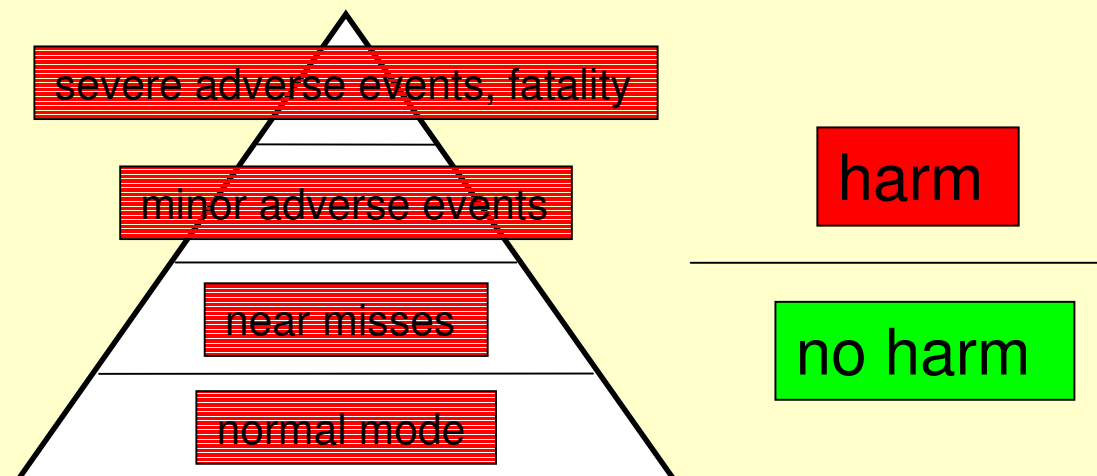 severe adverse events, fatality
minor adverse events
near misses
normal mode
harm
no harm